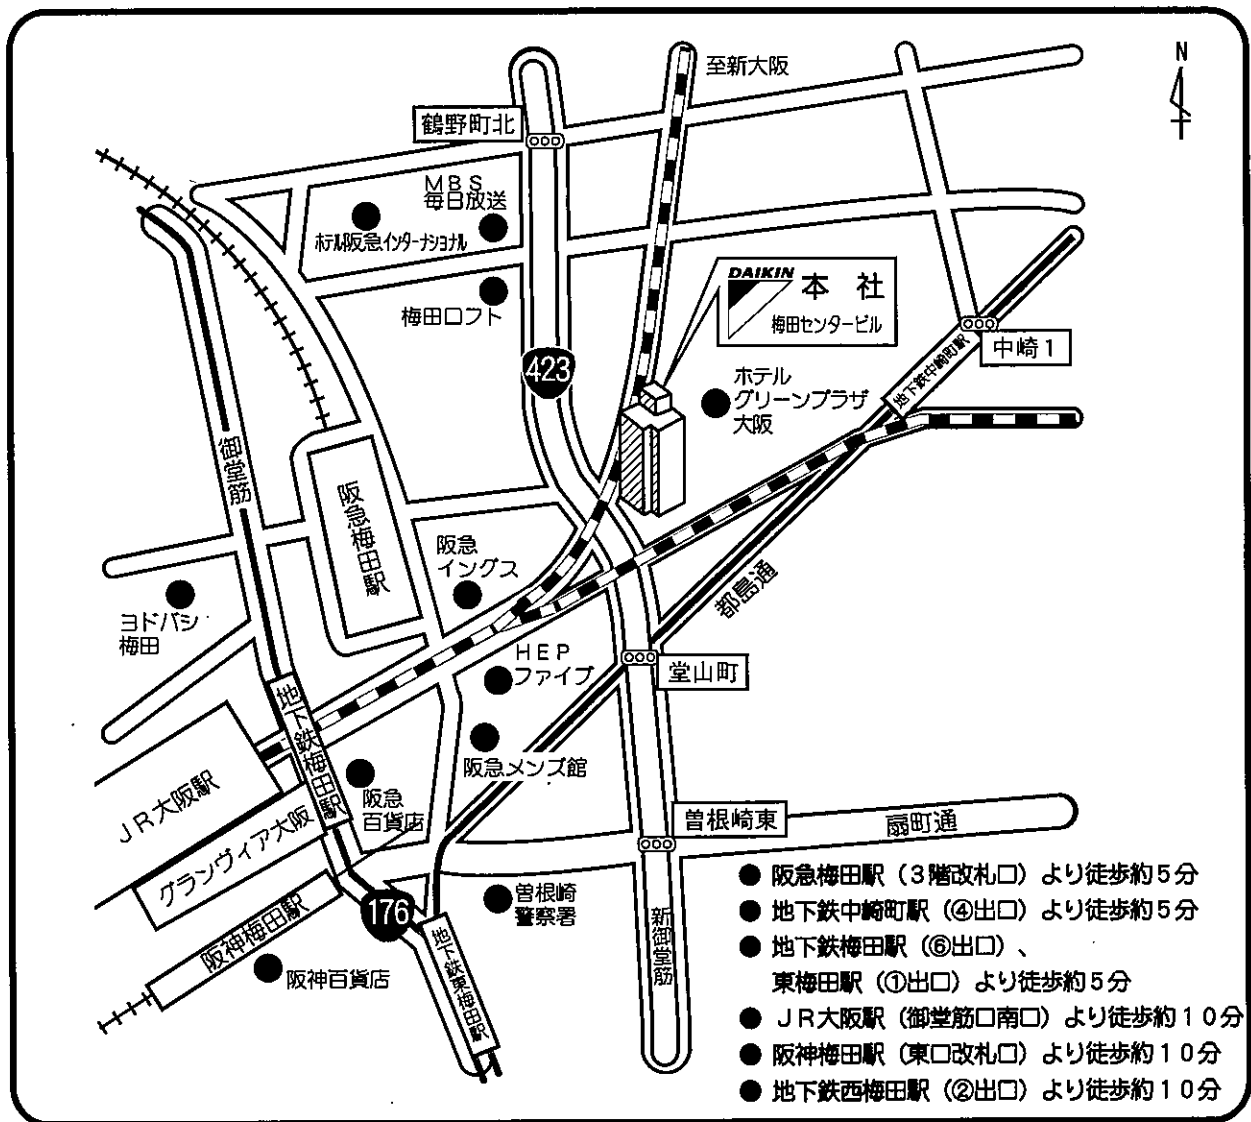 N
至新大阪
鶴野町北
MBS
毎日放送
ホテル阪急インターナショナル
梅田ロフト
DAIKIN
本社
梅田センタービル
423
ホテル
グリーンプラザ
大阪
中崎1
地下鉄中崎町駅
御堂筋
阪急梅田駅
阪急
イングス
ヨドバシ
梅田
都島通
HEP
ファイブ
堂山町
地下鉄梅田駅
阪急メンズ館
JR大阪駅
阪急
百貨店
グランヴィア大阪
曽根崎東
扇町通
176
曽根崎
警察署
阪神梅田駅
阪神百貨店
地下鉄東梅田駅
新御堂筋
● 阪急梅田駅（3階改札口）より徒歩約5分
● 地下鉄中崎町駅（④出口）より徒歩約5分
● 地下鉄梅田駅（⑥出口）、
東梅田駅（①出口）より徒歩約5分
● JR大阪駅（御堂筋口南口）より徒歩約10分
● 阪神梅田駅（東口改札口）より徒歩約10分
● 地下鉄西梅田駅（②出口）より徒歩約10分